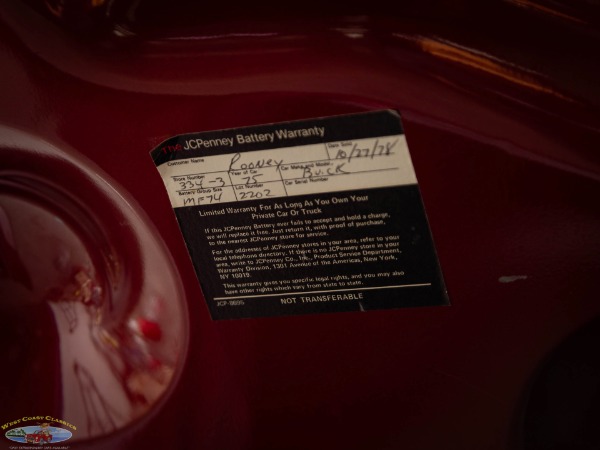 The JCPenney Battery Warranty
Customer Name Rooney Date Sold 10/27/78
Store Number 334-3 Year of Car 75 Car Make and Model BUICK
Battery Group Size MF74 Lot Number 2202 Car Serial Number
Limited Warranty For As Long As You Own Your
Private Car Or Truck
If this JCPenney Battery ever fails to accept and hold a charge,
we will replace it free. Just return it, with proof of purchase,
to the nearest JCPenney store for service.
For the addresses of JCPenney stores in your area, refer to your
local telephone directory. If there is no JCPenney store in your
area, write to JCPenney Co., Inc., Product Service Department,
Warranty Division, 1301 Avenue of the Americas, New York,
NY 10019.
This warranty gives you specific legal rights, and you may also
have other rights which vary from state to state.
NOT TRANSFERABLE
WEST COAST CLASSICS